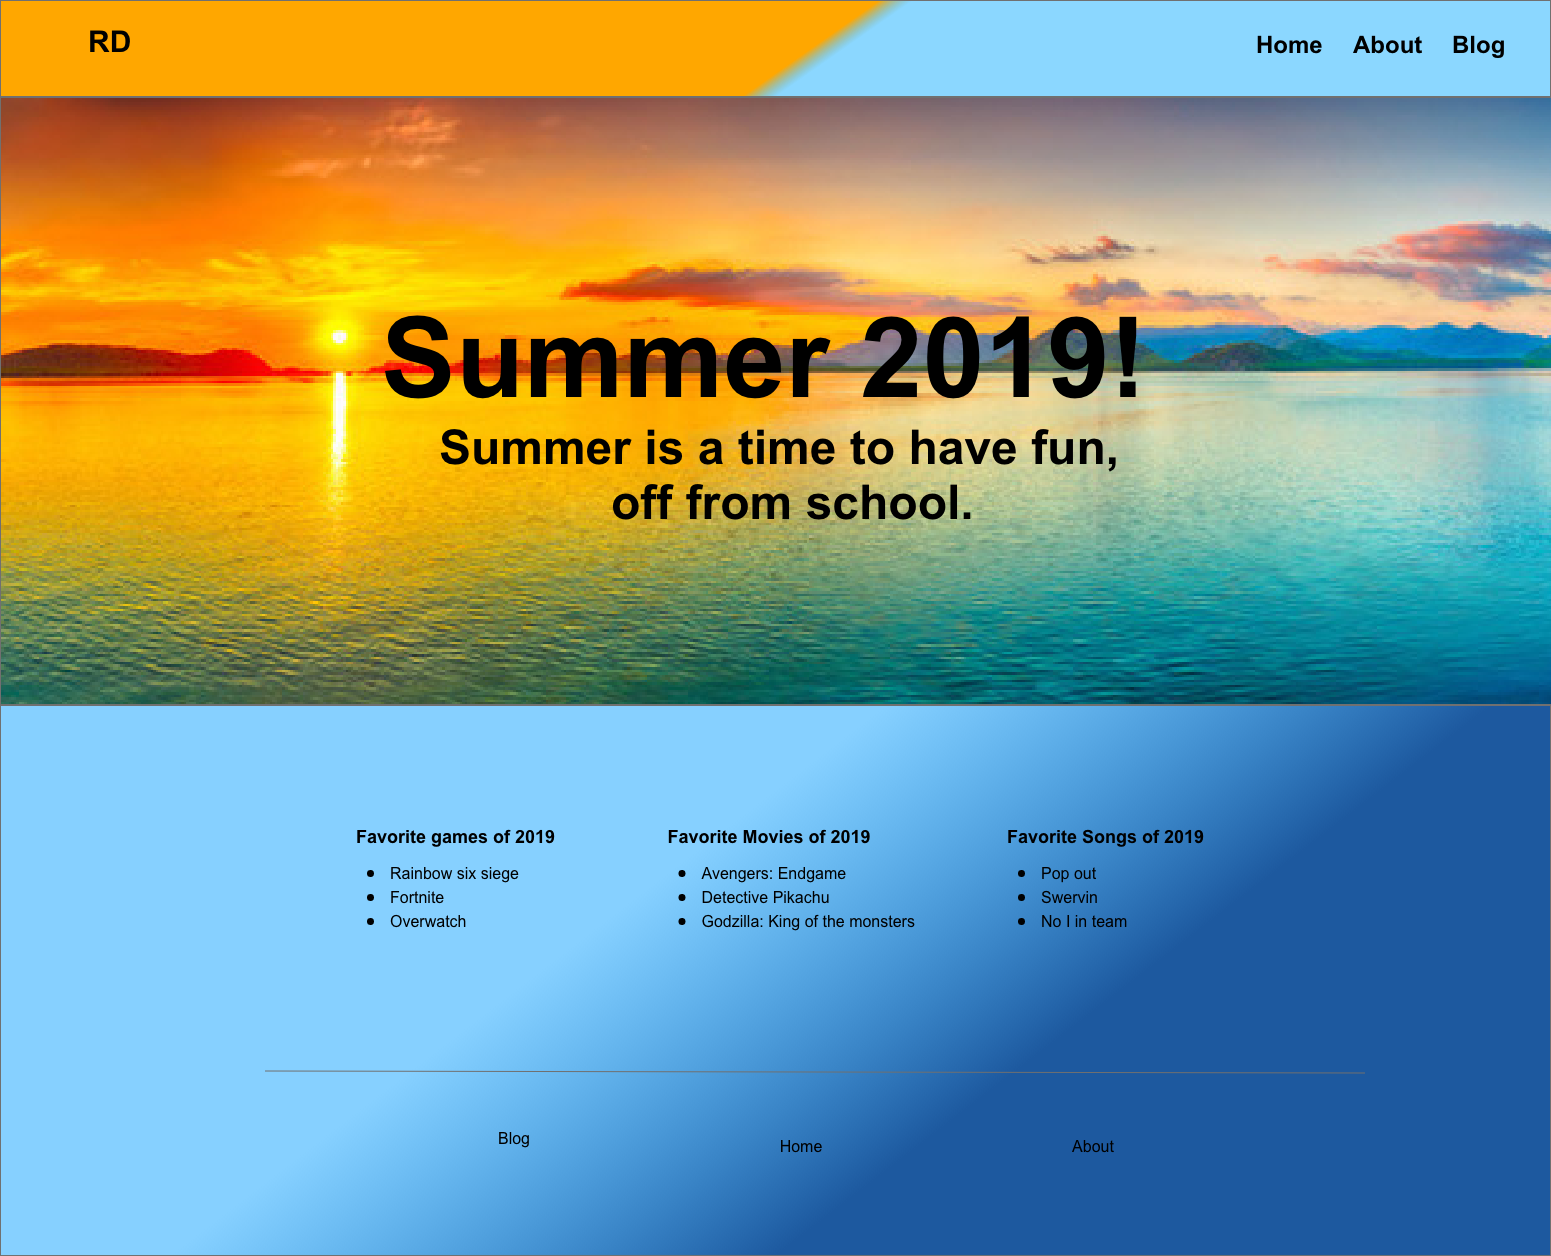 RD
Home About Blog
Summer 2019!
Summer is a time to have fun,
off from school.
Favorite games of 2019
Rainbow six siege
Fortnite
Overwatch
Favorite Movies of 2019
Avengers: Endgame
Detective Pikachu
Godzilla: King of the monsters
Favorite Songs of 2019
Pop out
Swervin
No I in team
Blog
Home
About